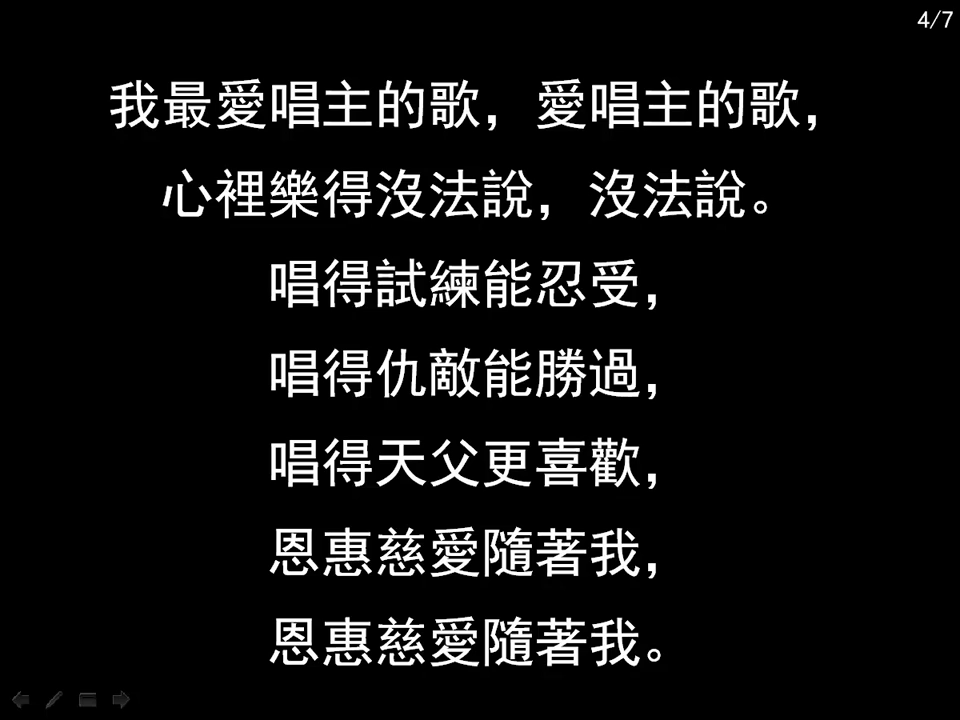 4/7
我最愛唱主的歌，愛唱主的歌，
心裡樂得沒法說，沒法說。
唱得試練能忍受，
唱得仇敵能勝過，
唱得天父更喜歡，
恩惠慈愛隨著我，
恩惠慈愛隨著我。